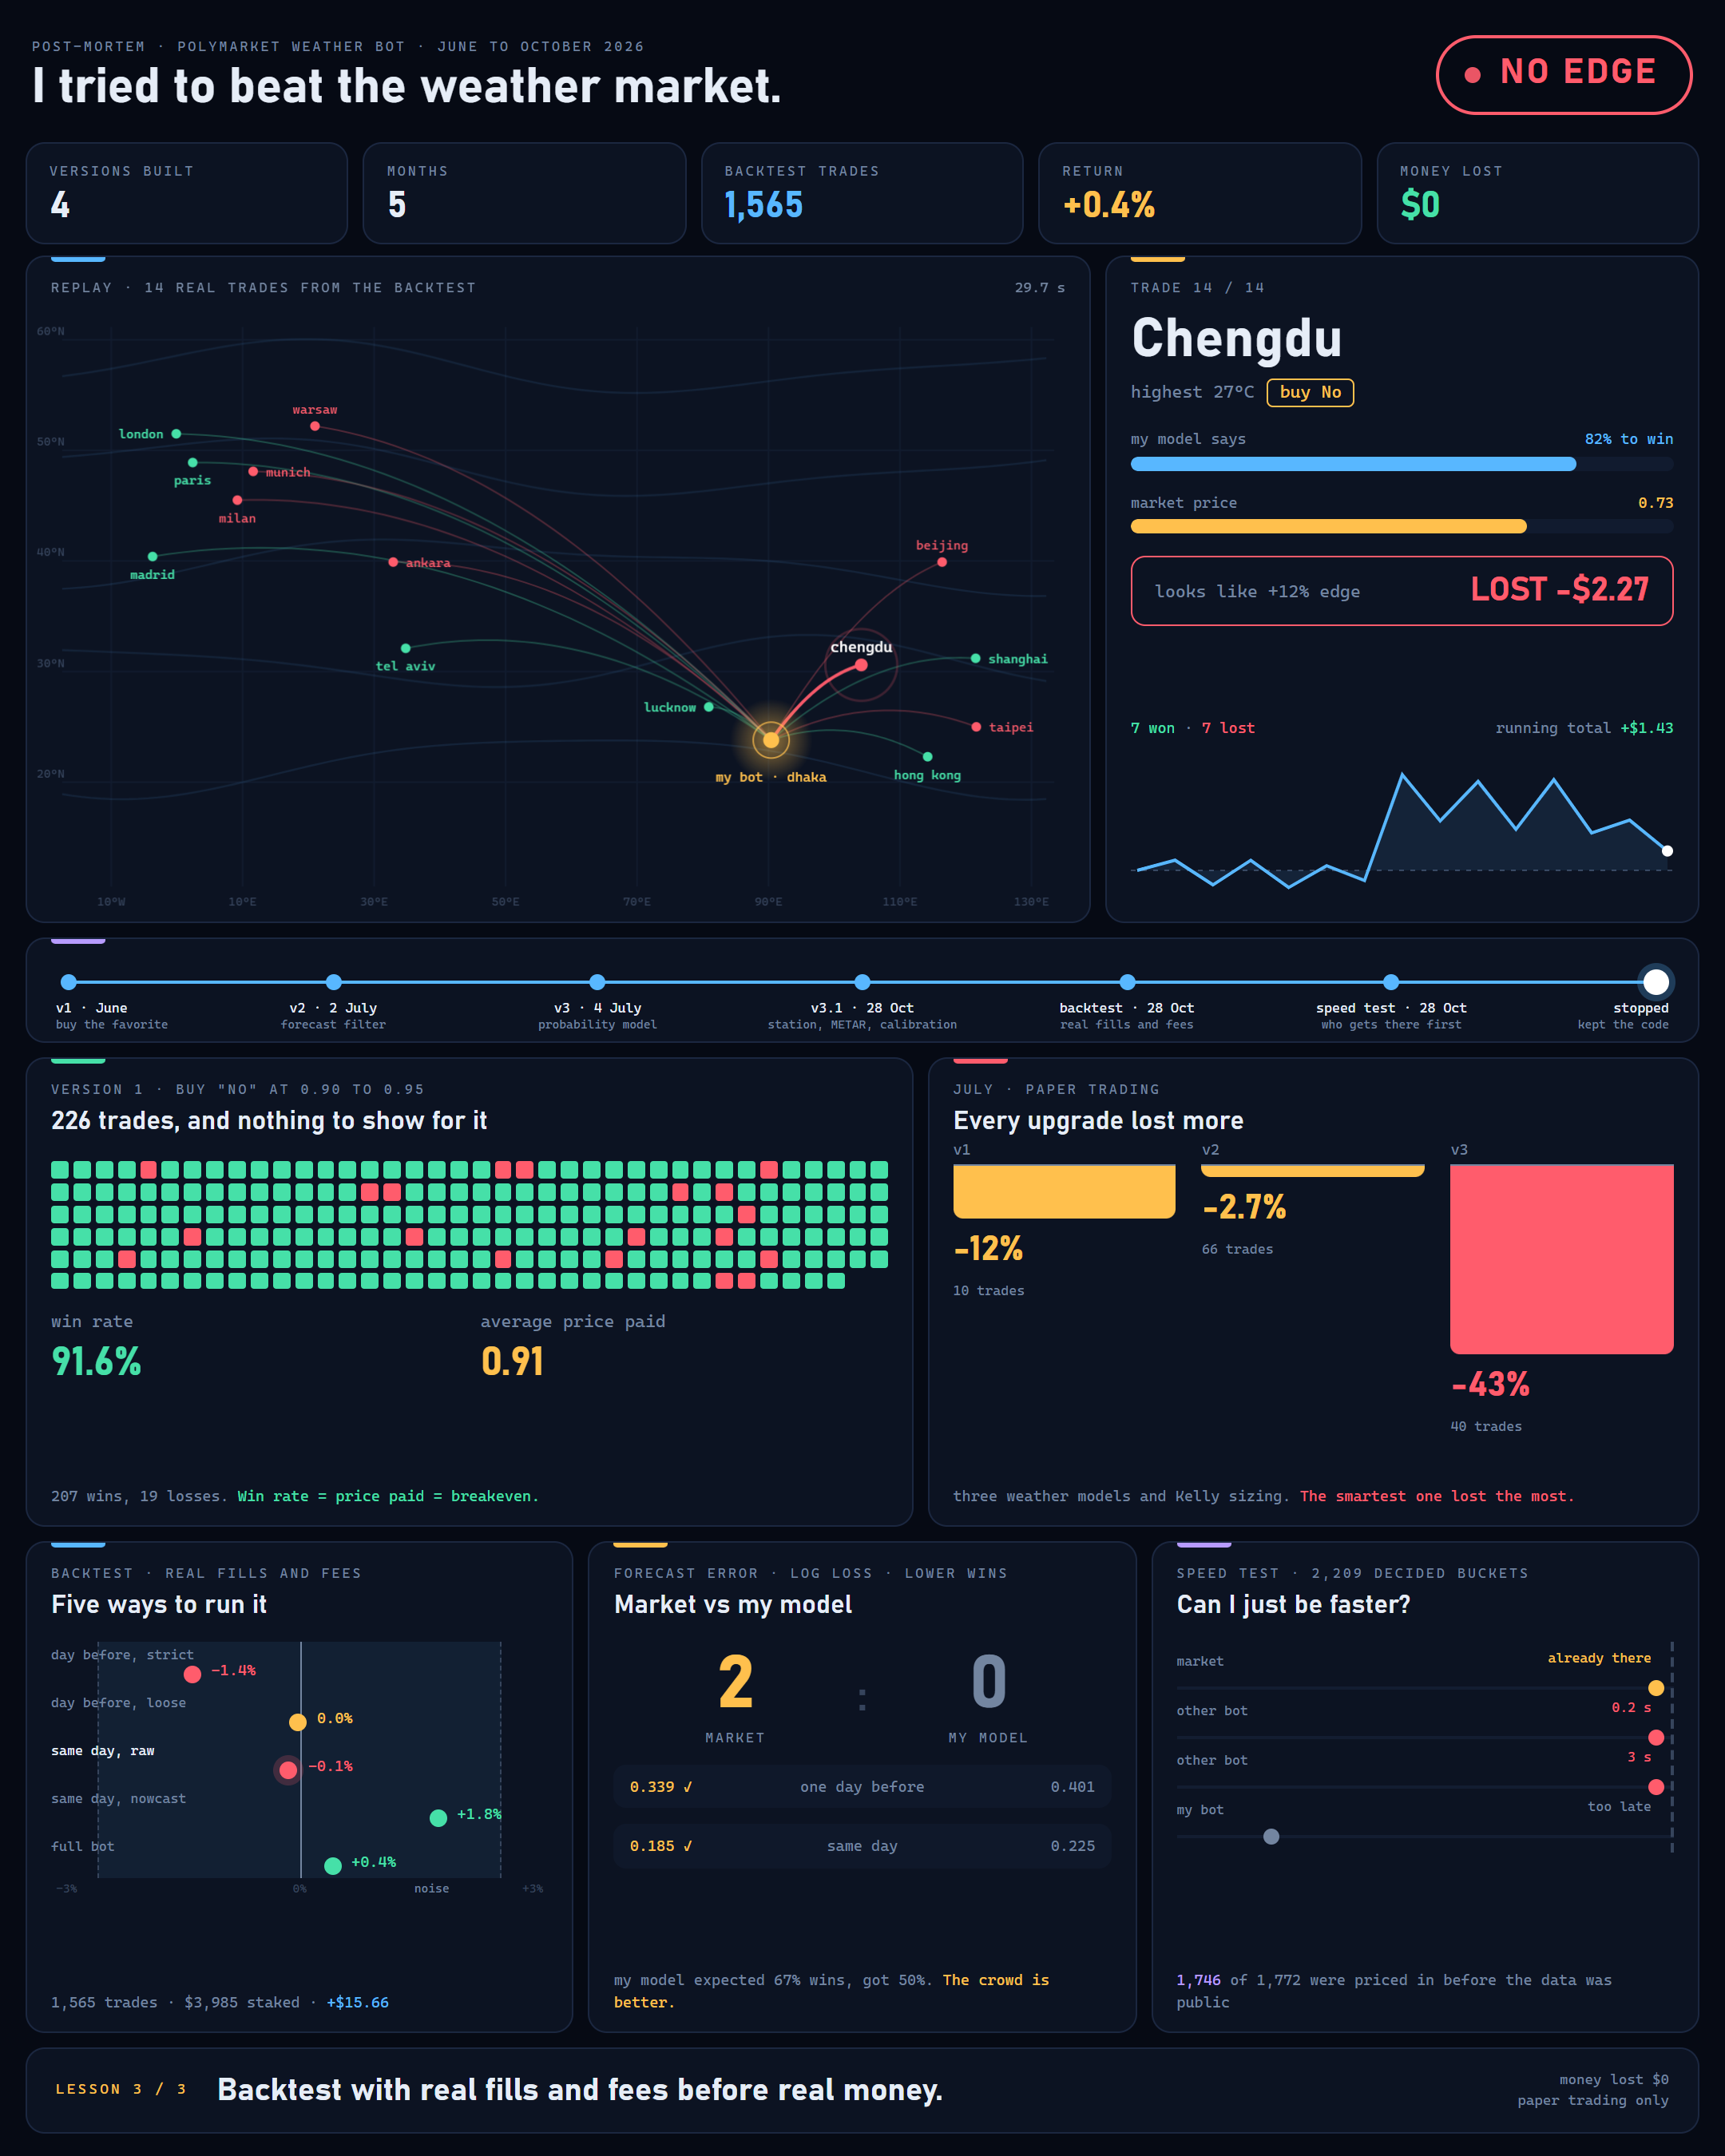 POST-MORTEM · POLYMARKET WEATHER BOT · JUNE TO OCTOBER 2026
I tried to beat the weather market.
NO EDGE
VERSIONS BUILT
4
MONTHS
5
BACKTEST TRADES
1,565
RETURN
+0.4%
MONEY LOST
$0
REPLAY · 14 REAL TRADES FROM THE BACKTEST
29.7 s
60°N
50°N
40°N
30°N
20°N
10°W
10°E
30°E
50°E
70°E
90°E
110°E
130°E
warsaw
london
munich
paris
milan
madrid
ankara
tel aviv
lucknow
beijing
chengdu
shanghai
taipei
hong kong
my bot · dhaka
TRADE 14 / 14
Chengdu
highest 27°C buy No
my model says 82% to win
market price 0.73
looks like +12% edge LOST -$2.27
7 won · 7 lost running total +$1.43
v1 · June
buy the favorite
v2 · 2 July
forecast filter
v3 · 4 July
probability model
v3.1 · 28 Oct
station, METAR, calibration
backtest · 28 Oct
real fills and fees
speed test · 28 Oct
who gets there first
stopped
kept the code
VERSION 1 · BUY "NO" AT 0.90 TO 0.95
226 trades, and nothing to show for it
win rate
91.6%
average price paid
0.91
207 wins, 19 losses. Win rate = price paid = breakeven.
JULY · PAPER TRADING
Every upgrade lost more
v1
-12%
10 trades
v2
-2.7%
66 trades
v3
-43%
40 trades
three weather models and Kelly sizing. The smartest one lost the most.
BACKTEST · REAL FILLS AND FEES
Five ways to run it
day before, strict
-1.4%
day before, loose
0.0%
same day, raw
-0.1%
same day, nowcast
+1.8%
full bot
+0.4%
-3%
0%
noise
+3%
1,565 trades · $3,985 staked · +$15.66
FORECAST ERROR · LOG LOSS · LOWER WINS
Market vs my model
2 : 0
MARKET MY MODEL
0.339 ✓ one day before 0.401
0.185 ✓ same day 0.225
my model expected 67% wins, got 50%. The crowd is
better.
SPEED TEST · 2,209 DECIDED BUCKETS
Can I just be faster?
market already there
other bot 0.2 s
other bot 3 s
my bot too late
1,746 of 1,772 were priced in before the data was
public
LESSON 3 / 3
Backtest with real fills and fees before real money.
money lost $0
paper trading only